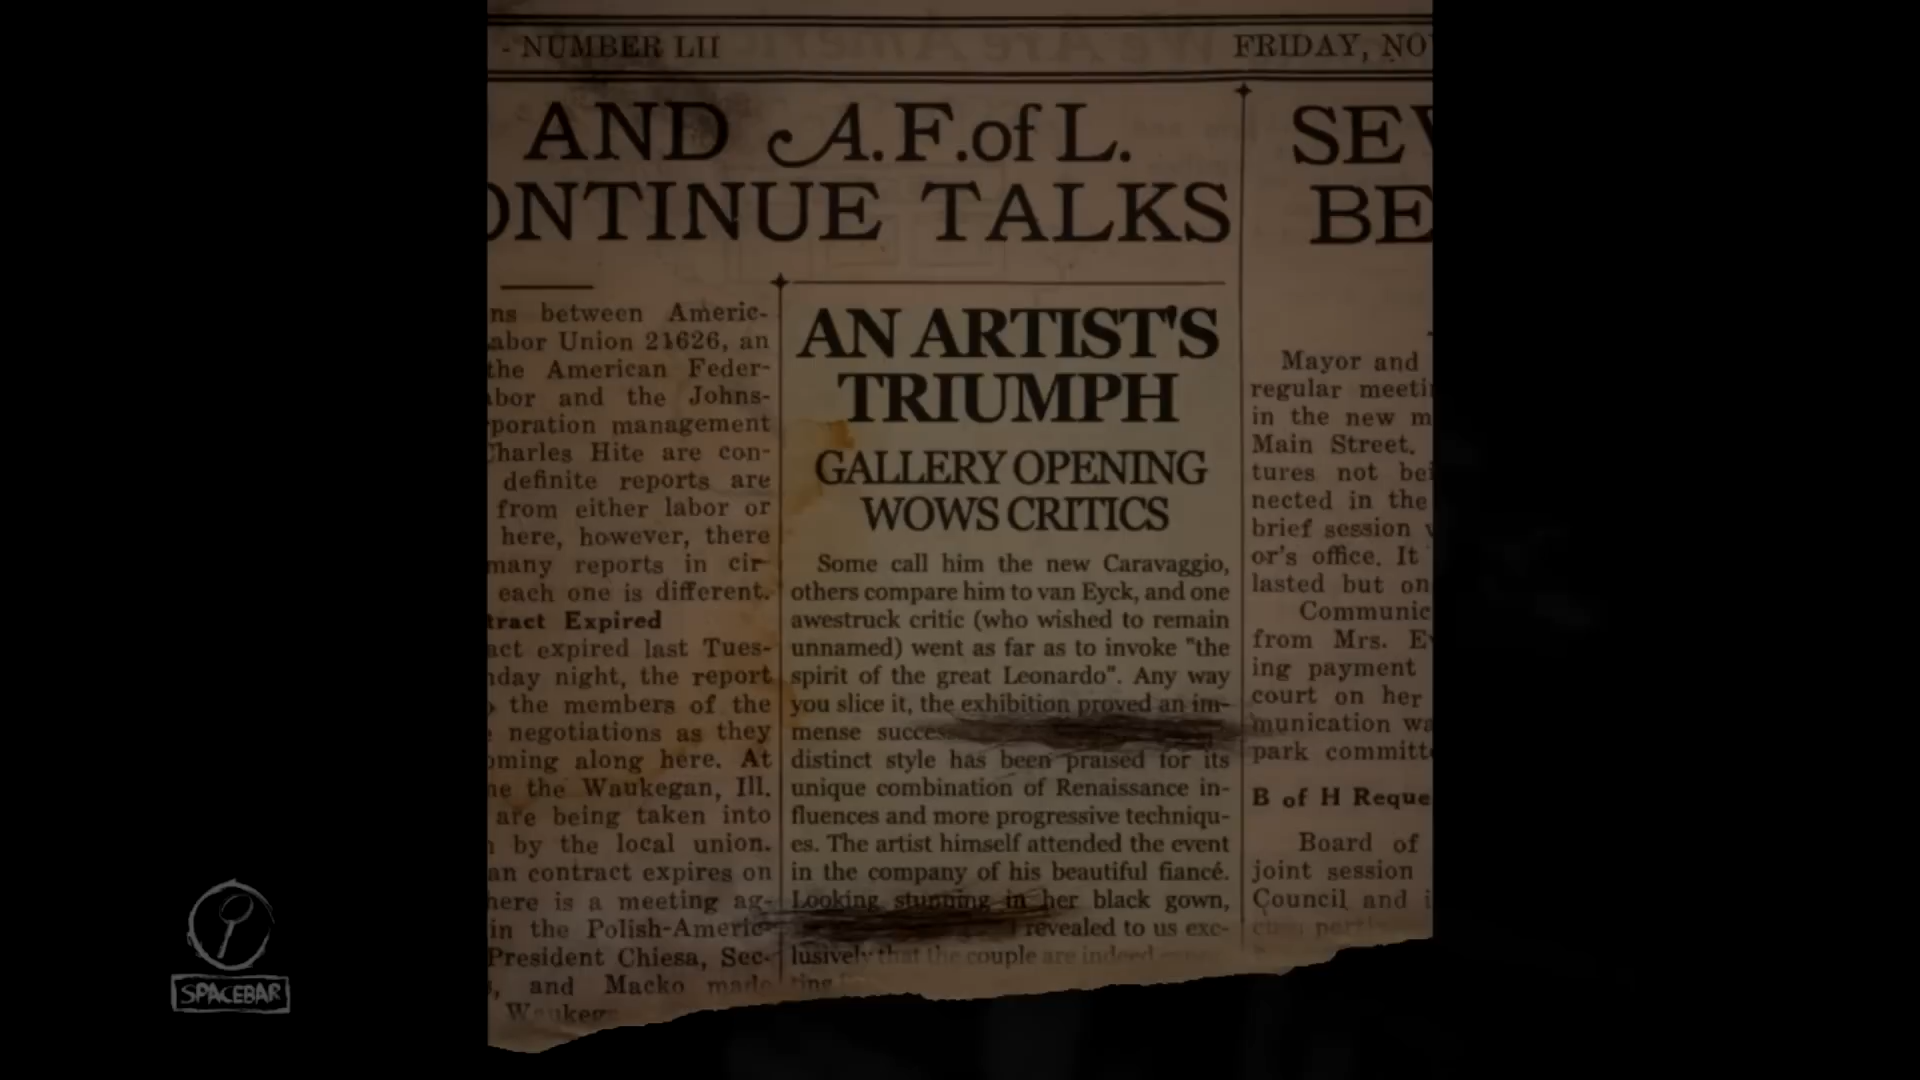 - NUMBER LII
FRIDAY, NO
AND A.F.of L.
ONTINUE TALKS
SE
BE
ns between Americ-
abor Union 21626, an
the American Feder-
bor and the Johns-
poration management
Charles Hite are con-
definite reports are
from either labor or
here, however, there
many reports in cir-
each one is different.
tract Expired
act expired last Tues-
day night, the report
the members of the
negotiations as they
oming along here. At
he the Waukegan, Ill.
are being taken into
by the local union.
an contract expires on
here is a meeting ag-
in the Polish-Americ-
President Chiesa, Sec-
, and Macko made
Waukeg
AN ARTIST'S
TRIUMPH
GALLERY OPENING
WOWS CRITICS
Some call him the new Caravaggio,
others compare him to van Eyck, and one
awestruck critic (who wished to remain
unnamed) went as far as to invoke "the
spirit of the great Leonardo". Any way
you slice it, the exhibition proved an im-
mense succes
distinct style has been praised for its
unique combination of Renaissance in-
fluences and more progressive techniqu-
es. The artist himself attended the event
in the company of his beautiful fiancé.
Looking stunning in her black gown,
revealed to us exc-
lusively that the couple are indeed
ting
Mayor and
regular meeti
in the new m
Main Street.
tures not bei
nected in the
brief session
or's office. It
lasted but on
Communic
from Mrs. E
ing payment
court on her
munication wa
park committe
B of H Reque
Board of
joint session
Council and i
SPACEBAR